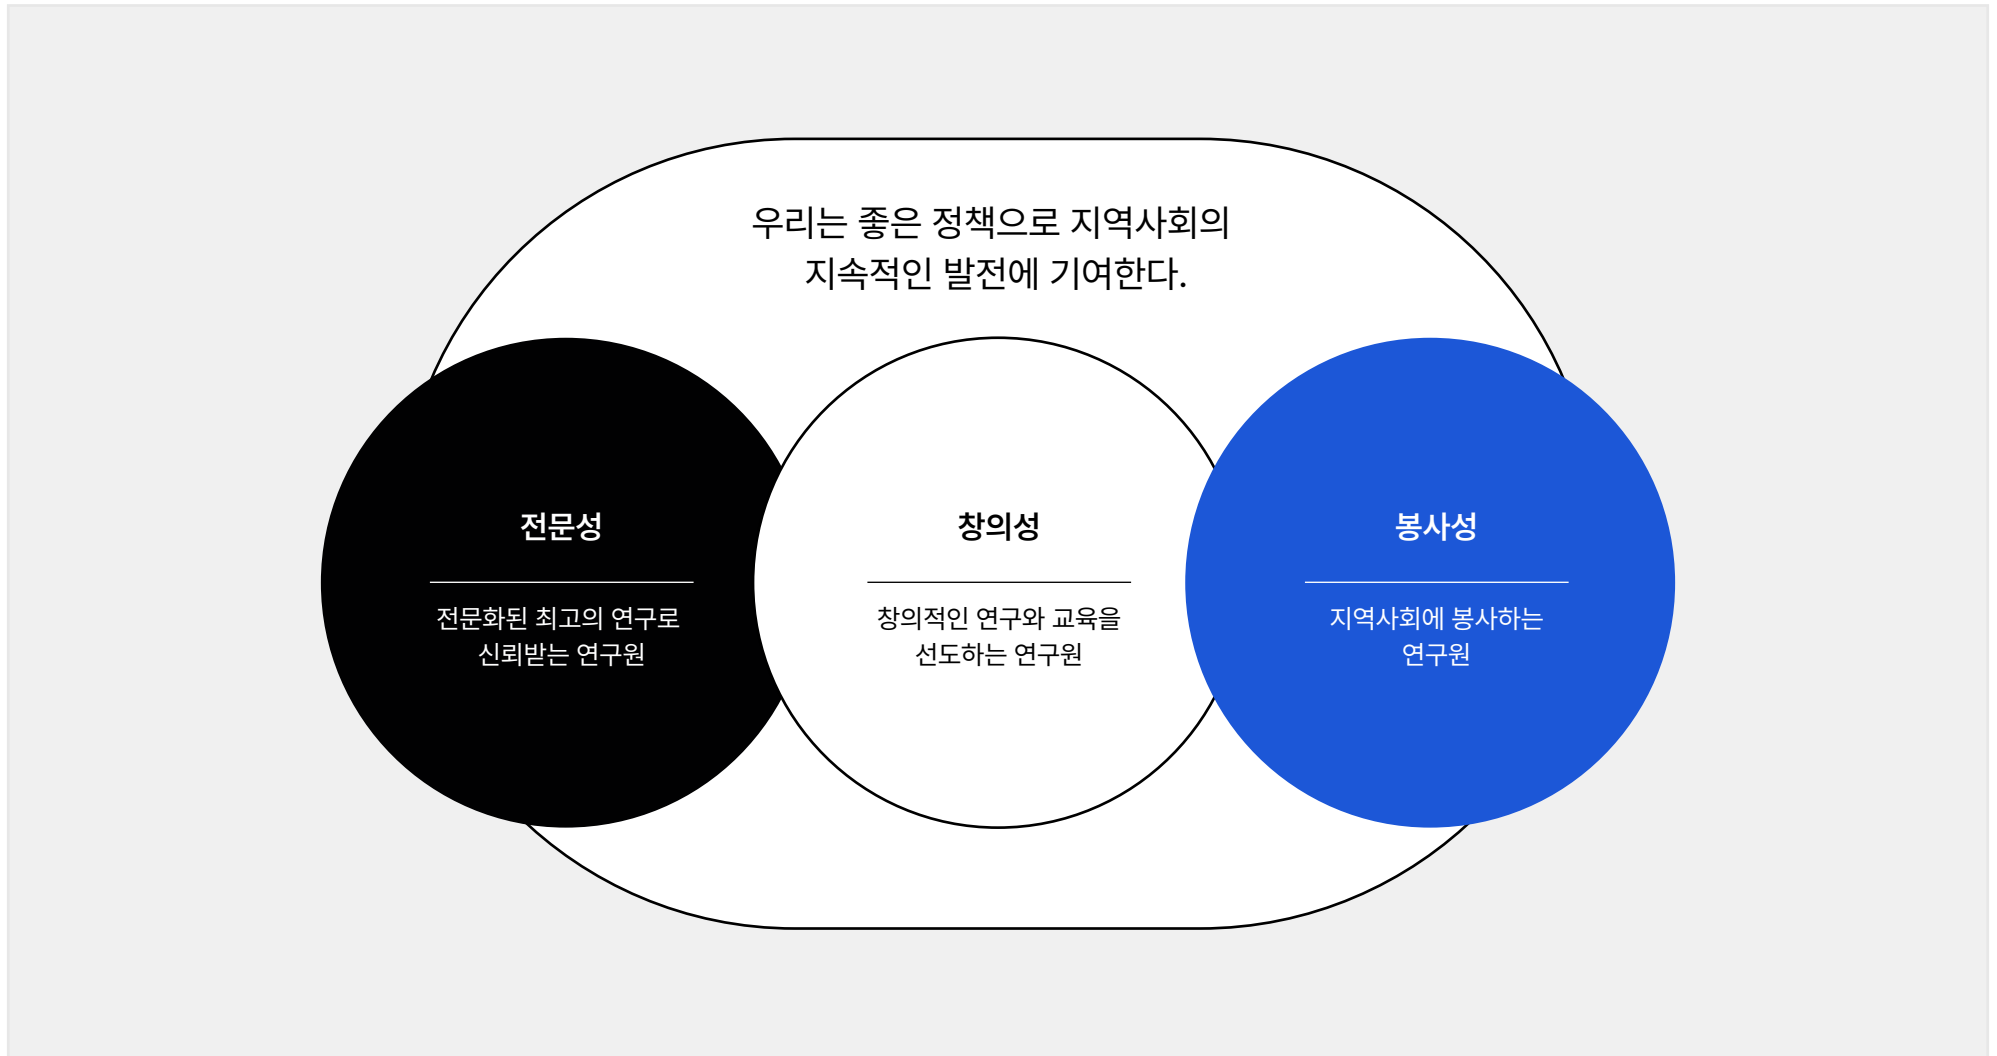 우리는 좋은 정책으로 지역사회의
지속적인 발전에 기여한다.
전문성
전문화된 최고의 연구로
신뢰받는 연구원
창의성
창의적인 연구와 교육을
선도하는 연구원
봉사성
지역사회에 봉사하는
연구원